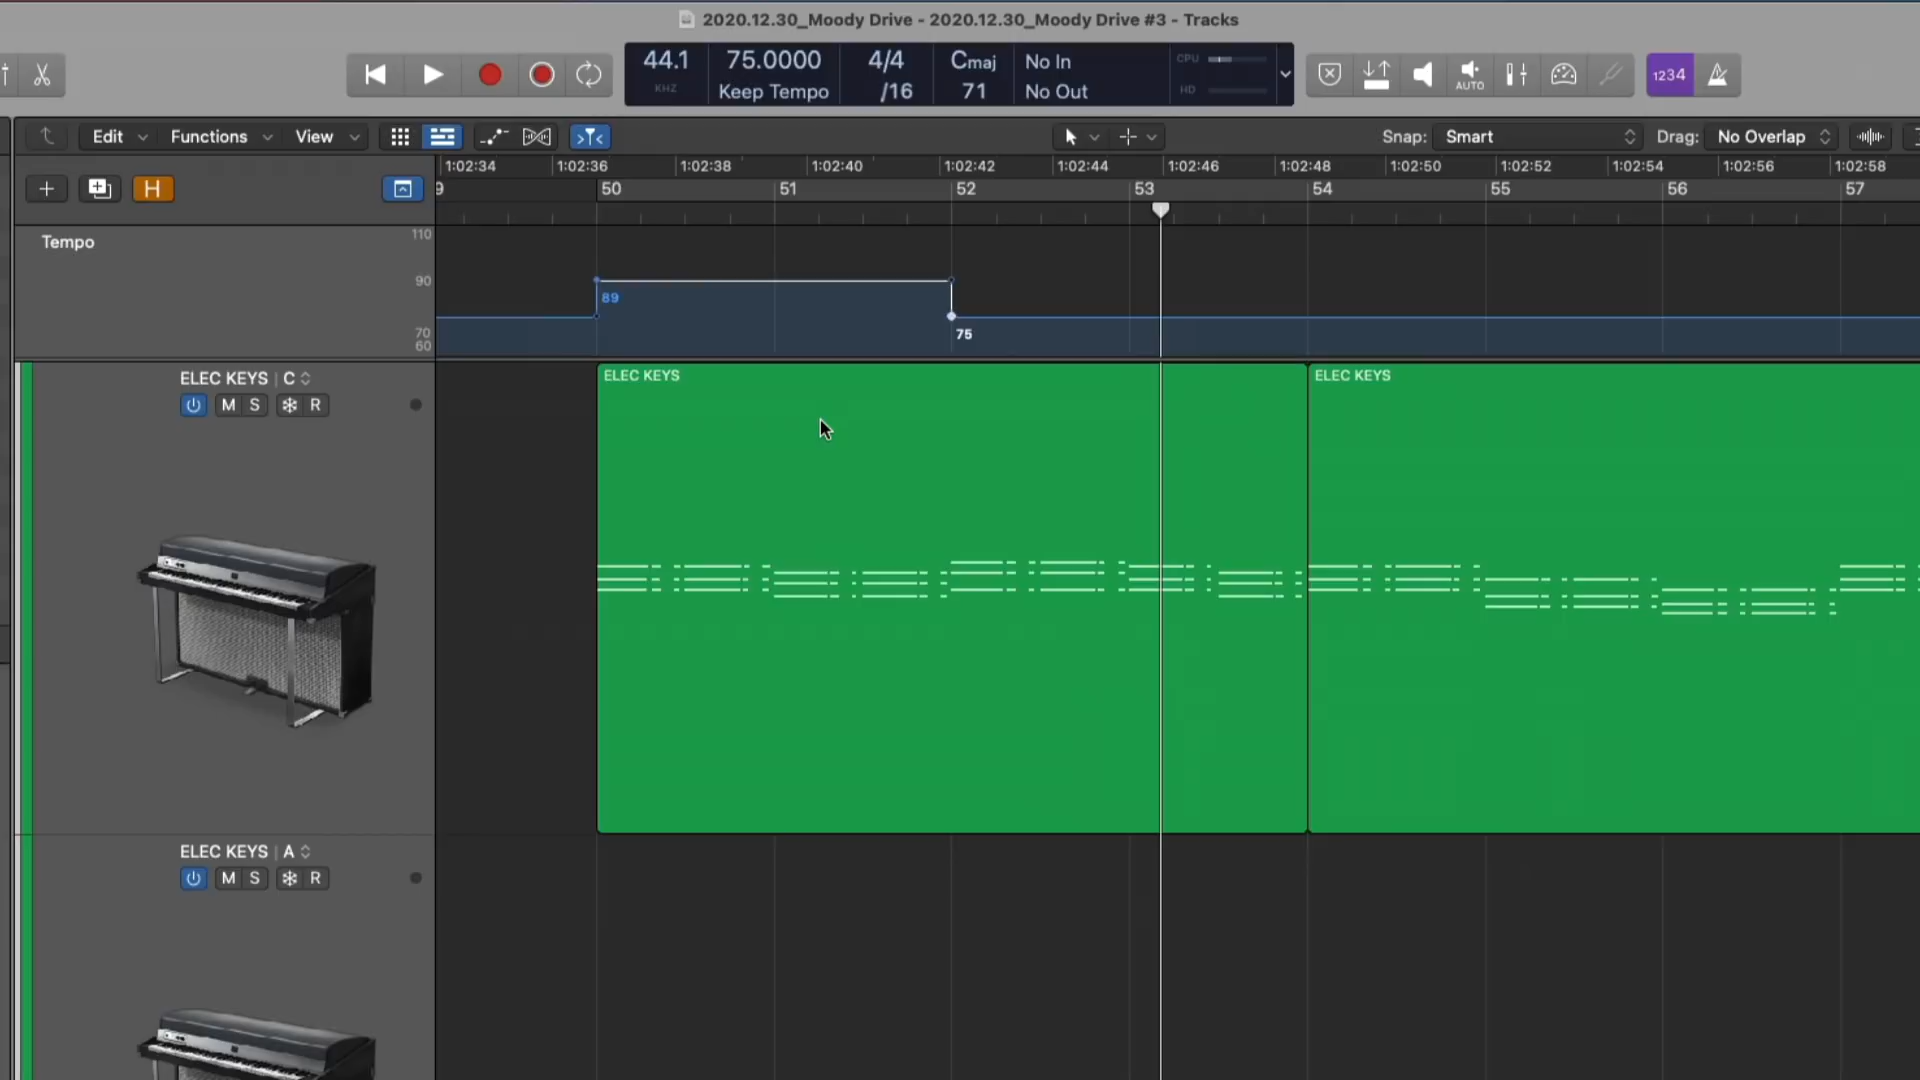 2020.12.30_Moody Drive - 2020.12.30_Moody Drive #3 - Tracks
44.1 75.0000 4/4 Cmaj No In CPU
KHZ Keep Tempo /16 71 No Out HD
AUTO 1234
Edit Functions View Snap: Smart Drag: No Overlap
1:02:34 1:02:36 1:02:38 1:02:40 1:02:42 1:02:44 1:02:46 1:02:48 1:02:50 1:02:52 1:02:54 1:02:56 1:02:58
H 9 50 51 52 53 54 55 56 57
Tempo 110
90
89
70 75
60
ELEC KEYS | C ELEC KEYS ELEC KEYS
M S R
ELEC KEYS | A
M S R